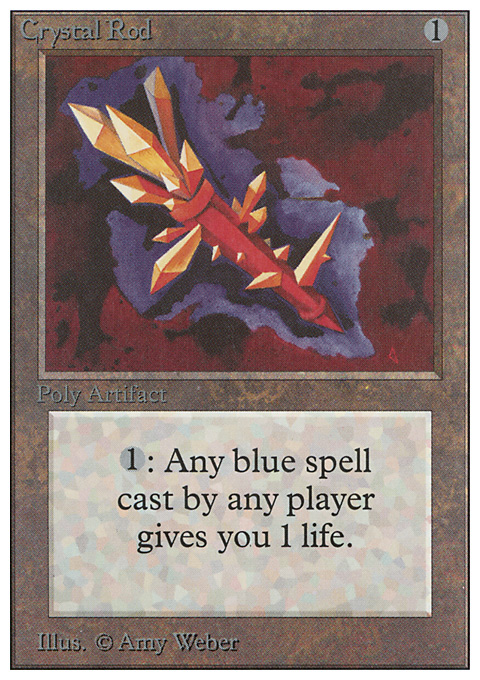 Crystal Rod 1
Poly Artifact
1: Any blue spell
cast by any player
gives you 1 life.
Illus. © Amy Weber